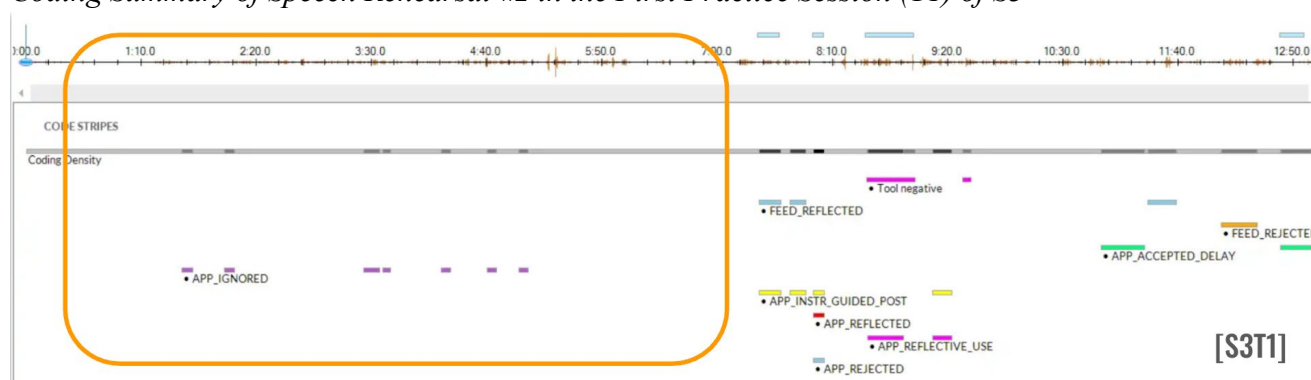 Coding Summary of Speech Rehearsal #2 in the First Practice Session (T1) of S3
0:00.0 1:10.0 2:20.0 3:30.0 4:40.0 5:50.0 7:00.0 8:10.0 9:20.0 10:30.0 11:40.0 12:50.0
CODE STRIPES
Coding Density
• Tool negative
• FEED_REFLECTED
• FEED_REJECTE
• APP_ACCEPTED_DELAY
• APP_IGNORED
• APP_INSTR_GUIDED_POST
• APP_REFLECTED
• APP_REFLECTIVE_USE
[S3T1]
• APP_REJECTED